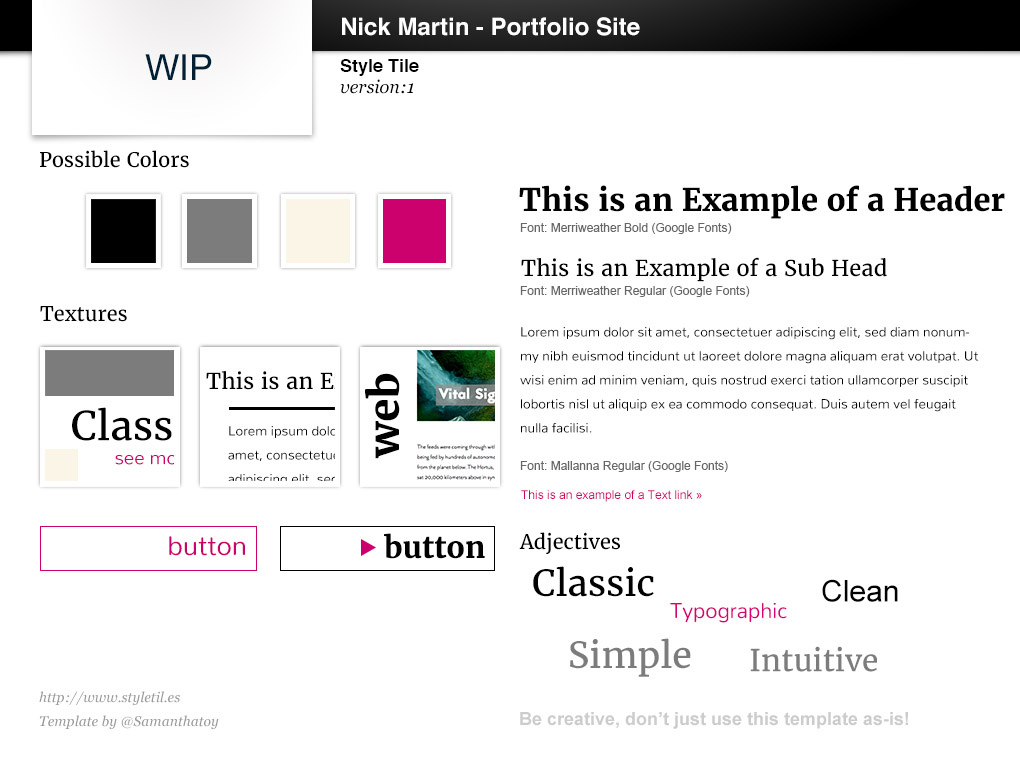 Nick Martin - Portfolio Site
WIP
Style Tile
version:1
Possible Colors
Textures
Class
see mc
This is an E
Lorem ipsum dolc
amet, consectetu
adipiscing elit, sed
web
Vital Sig
The feeds were coming through wit
being fed by hundreds of autonom
from the planet below. The Hortus,
sat 20,000 kilometers above in syn
button
button
This is an Example of a Header
Font: Merriweather Bold (Google Fonts)
This is an Example of a Sub Head
Font: Merriweather Regular (Google Fonts)
Lorem ipsum dolor sit amet, consectetuer adipiscing elit, sed diam nonum-
my nibh euismod tincidunt ut laoreet dolore magna aliquam erat volutpat. Ut
wisi enim ad minim veniam, quis nostrud exerci tation ullamcorper suscipit
lobortis nisl ut aliquip ex ea commodo consequat. Duis autem vel feugait
nulla facilisi.
Font: Mallanna Regular (Google Fonts)
This is an example of a Text link »
Adjectives
Classic
Typographic
Clean
Simple
Intuitive
http://www.styletil.es
Template by @Samanthatoy
Be creative, don’t just use this template as-is!